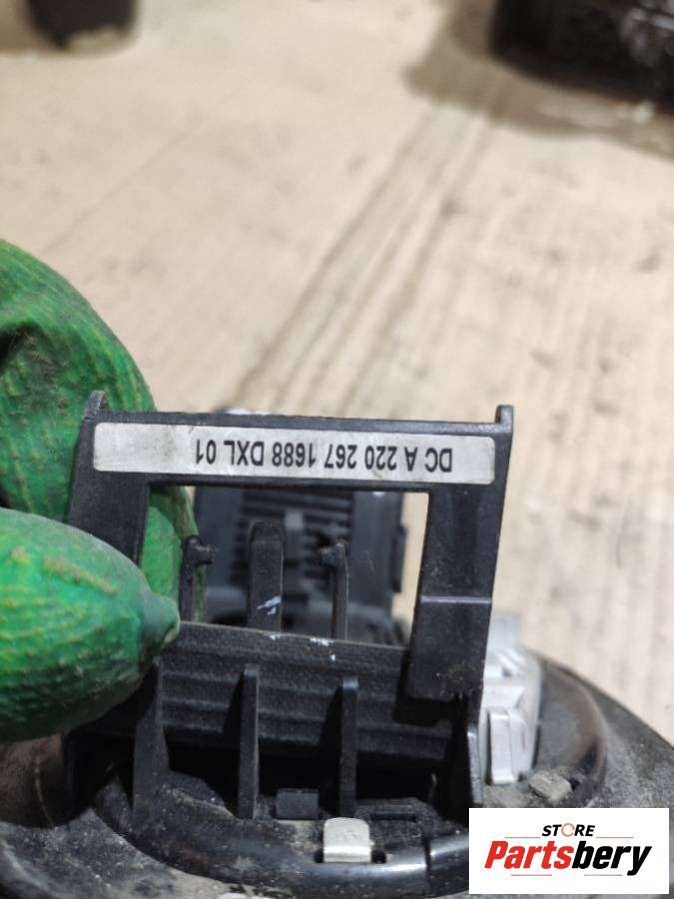 DC A 220 267 1688 DXL 01
STORE
Partsbery